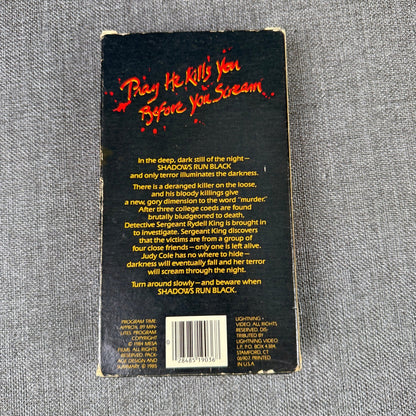 Pray He Kills You
Before You Scream
In the deep, dark still of the night—
SHADOWS RUN BLACK
and only terror illuminates the darkness.
There is a deranged killer on the loose,
and his bloody killings give
a new, gory dimension to the word "murder."
After three college coeds are found
brutally bludgeoned to death,
Detective Sergeant Rydell King is brought in
to investigate. Sergeant King discovers
that the victims are from a group of
four close friends—only one is left alive.
Judy Cole has no where to hide—
darkness will eventually fall and her terror
will scream through the night.
Turn around slowly—and beware when
SHADOWS RUN BLACK.
PROGRAM TIME:
APPROX. 89 MIN-
UTES. PROGRAM
COPYRIGHT
© 1984 MESA
FILMS. ALL RIGHTS
RESERVED. PACK-
AGE DESIGN AND
SUMMARY © 1985
28485 19036
LIGHTNING
VIDEO. ALL RIGHTS
RESERVED. DIS-
TRIBUTED BY
LIGHTNING VIDEO
L.P., P.O. BOX 4384,
STAMFORD, CT
06907. PRINTED
IN U.S.A.